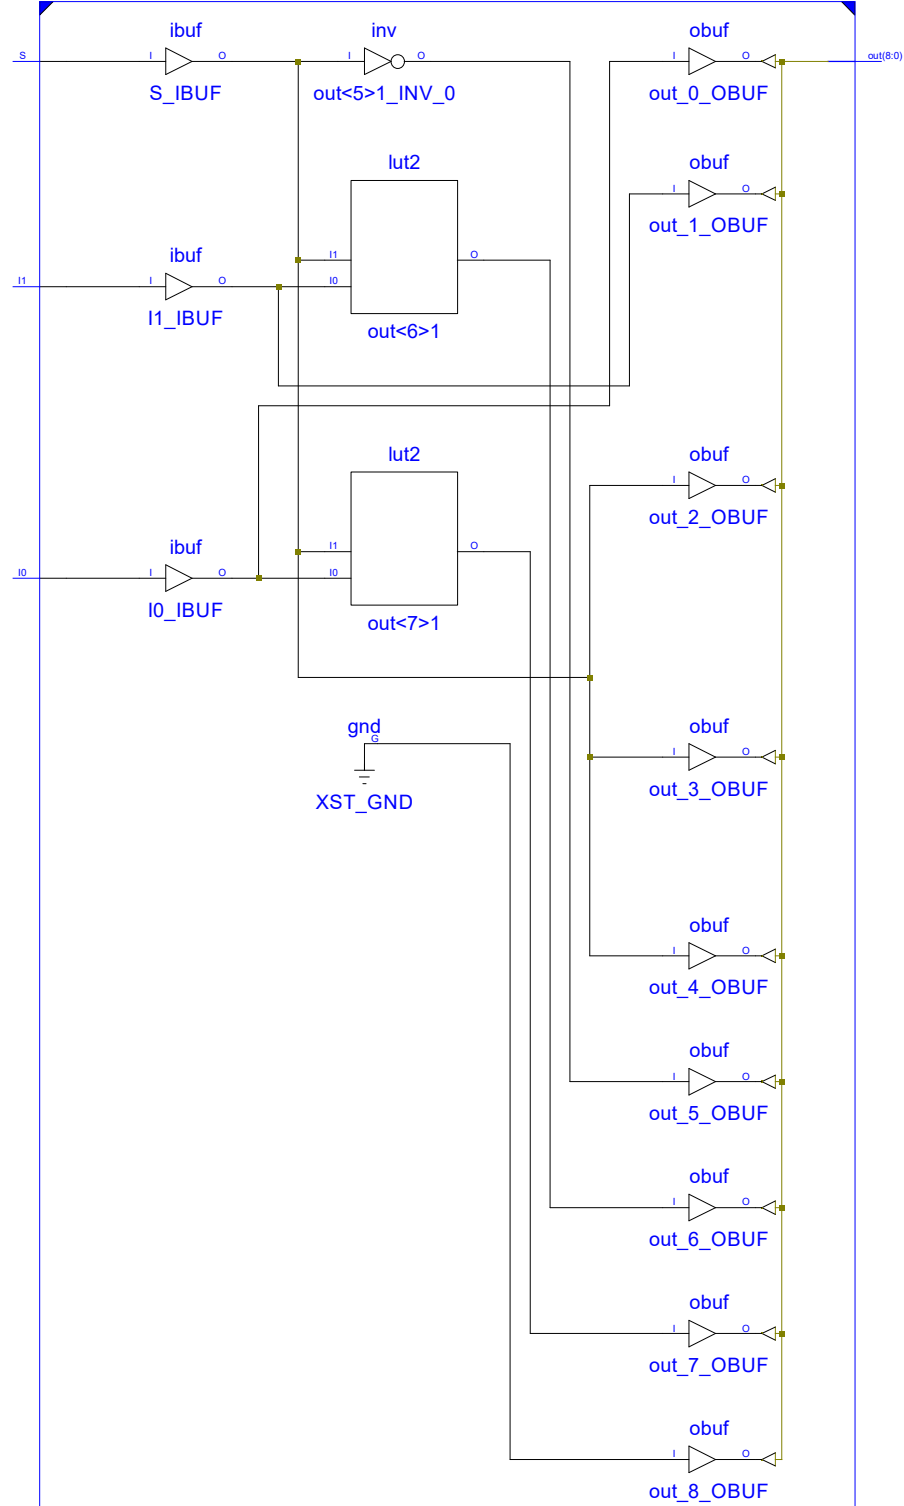 ibuf inv obuf
S I O I O I O out(8:0)
S_IBUF out<5>1_INV_0 out_0_OBUF
lut2 obuf
I O
out_1_OBUF
ibuf I1 O
I1 I O I0
I1_IBUF out<6>1
lut2 obuf
I O
out_2_OBUF
ibuf I1 O
I0 I O I0
I0_IBUF out<7>1
gnd obuf
G
I O
XST_GND out_3_OBUF
obuf
I O
out_4_OBUF
obuf
I O
out_5_OBUF
obuf
I O
out_6_OBUF
obuf
I O
out_7_OBUF
obuf
I O
out_8_OBUF